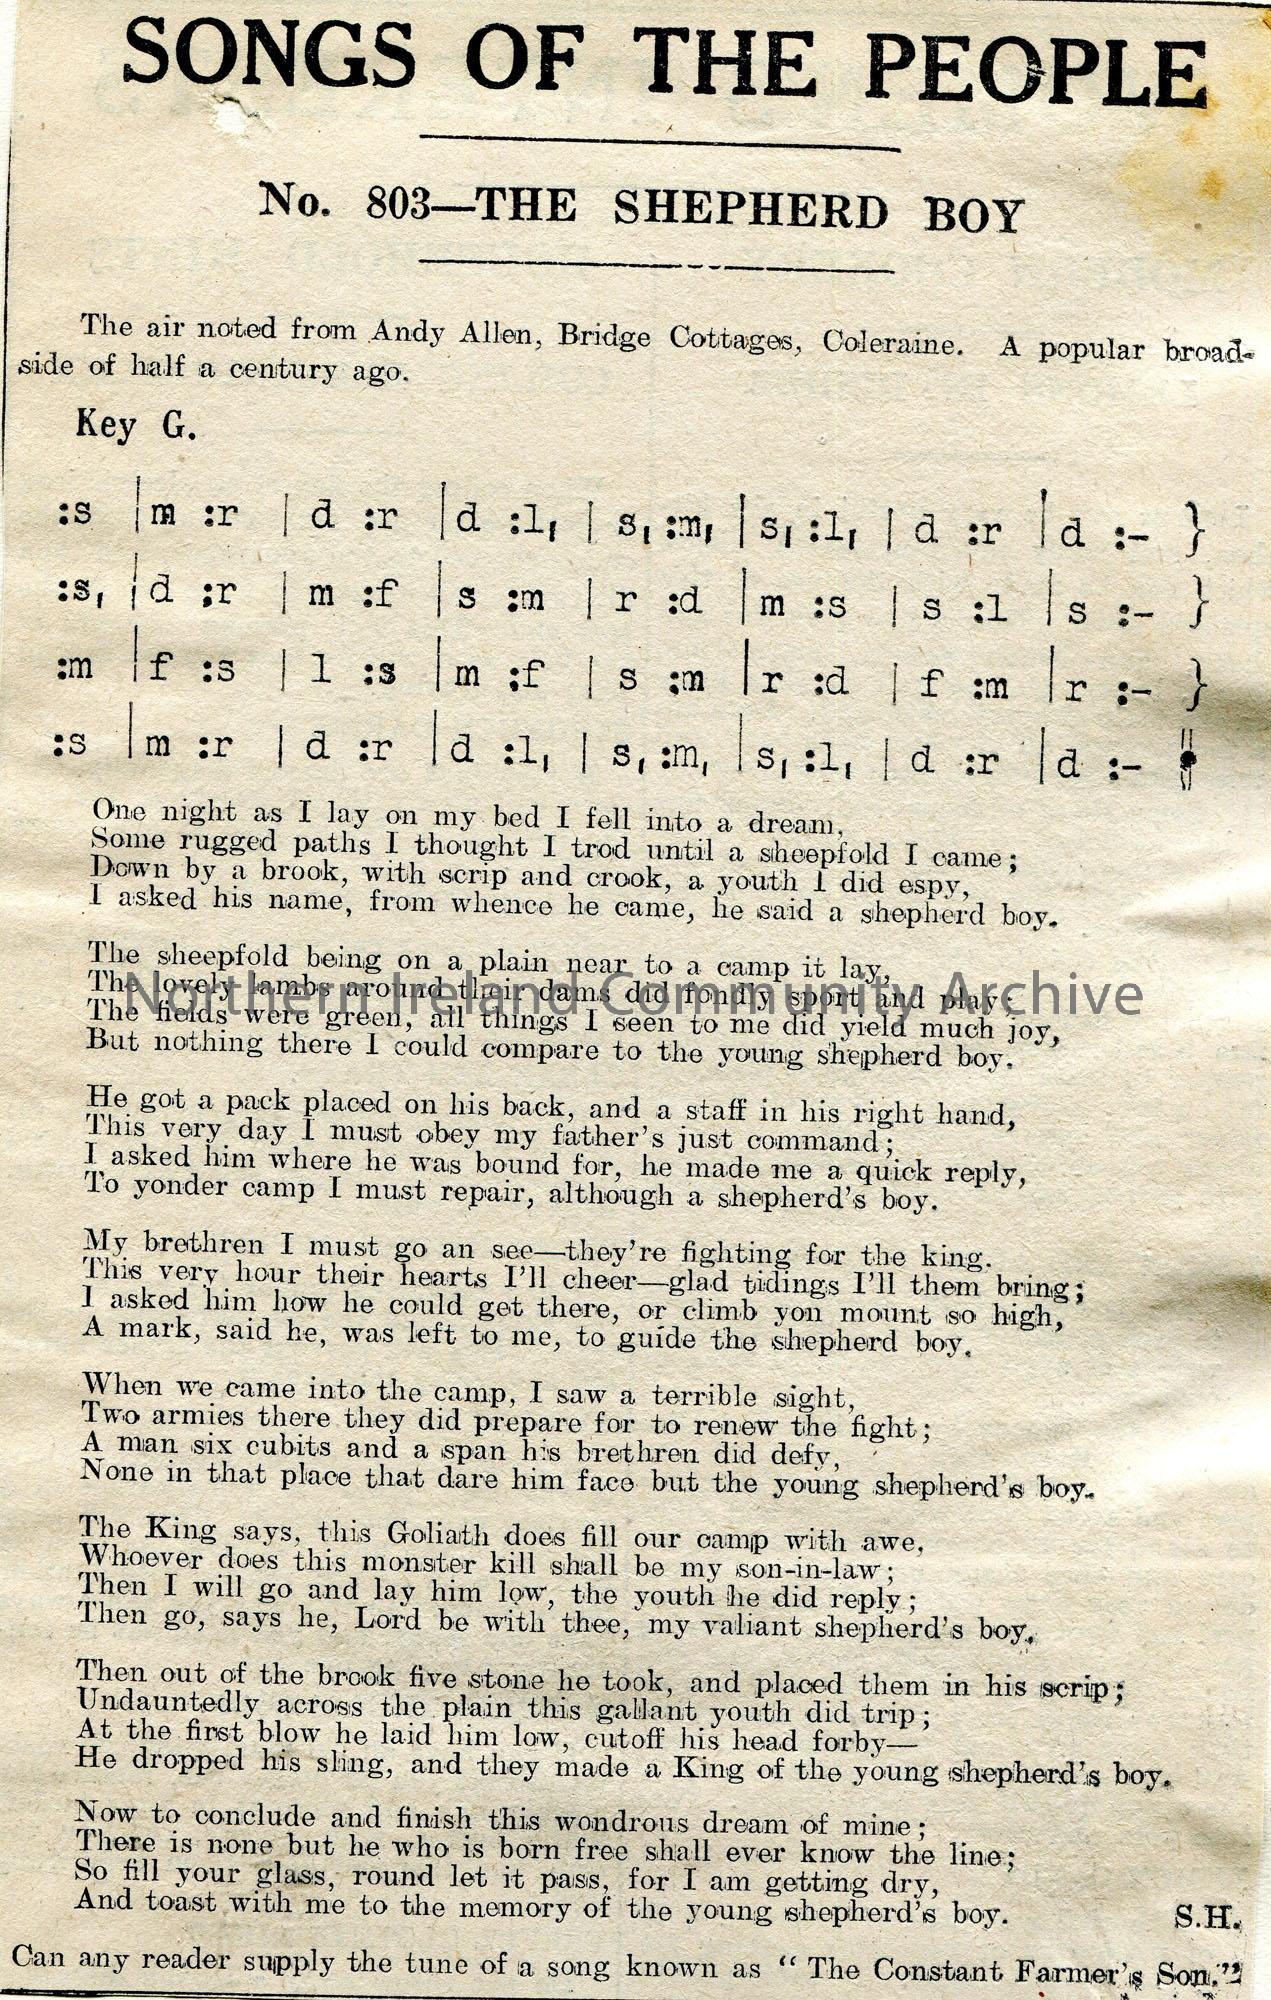 SONGS OF THE PEOPLE
No. 803—THE SHEPHERD BOY
The air noted from Andy Allen, Bridge Cottages, Coleraine. A popular broad-
side of half a century ago.
Key G.
:s |m :r | d :r |d :l, | s, :m, |s, :l, | d :r |d :- }
:s, |d ;r | m :f |s :m | r :d |m :s | s :l |s :- }
:m |f :s | l :s |m ;f | s :m |r :d | f :m |r :- }
:s |m :r | d :r |d :l, | s, :m, |s, :l, | d :r |d :- ‖
One night as I lay on my bed I fell into a dream,
Some rugged paths I thought I trod until a sheepfold I came;
Down by a brook, with scrip and crook, a youth I did espy,
I asked his name, from whence he came, he said a shepherd boy.
The sheepfold being on a plain near to a camp it lay,
The lovely lambs around their dams did fondly sport and play;
Northern Ireland Community Archive
The fields were green, all things I seen to me did yield much joy,
But nothing there I could compare to the young shepherd boy.
He got a pack placed on his back, and a staff in his right hand,
This very day I must obey my father's just command;
I asked him where he was bound for, he made me a quick reply,
To yonder camp I must repair, although a shepherd's boy.
My brethren I must go an see—they're fighting for the king.
This very hour their hearts I'll cheer—glad tidings I'll them bring;
I asked him how he could get there, or climb yon mount so high,
A mark, said he, was left to me, to guide the shepherd boy.
When we came into the camp, I saw a terrible sight,
Two armies there they did prepare for to renew the fight;
A man six cubits and a span his brethren did defy,
None in that place that dare him face but the young shepherd's boy.
The King says, this Goliath does fill our camp with awe,
Whoever does this monster kill shall be my son-in-law;
Then I will go and lay him low, the youth he did reply;
Then go, says he, Lord be with thee, my valiant shepherd's boy.
Then out of the brook five stone he took, and placed them in his scrip;
Undauntedly across the plain this gallant youth did trip;
At the first blow he laid him low, cutoff his head forby—
He dropped his sling, and they made a King of the young shepherd's boy.
Now to conclude and finish this wondrous dream of mine;
There is none but he who is born free shall ever know the line;
So fill your glass, round let it pass, for I am getting dry,
And toast with me to the memory of the young shepherd's boy. S.H.
Can any reader supply the tune of a song known as "The Constant Farmer's Son."